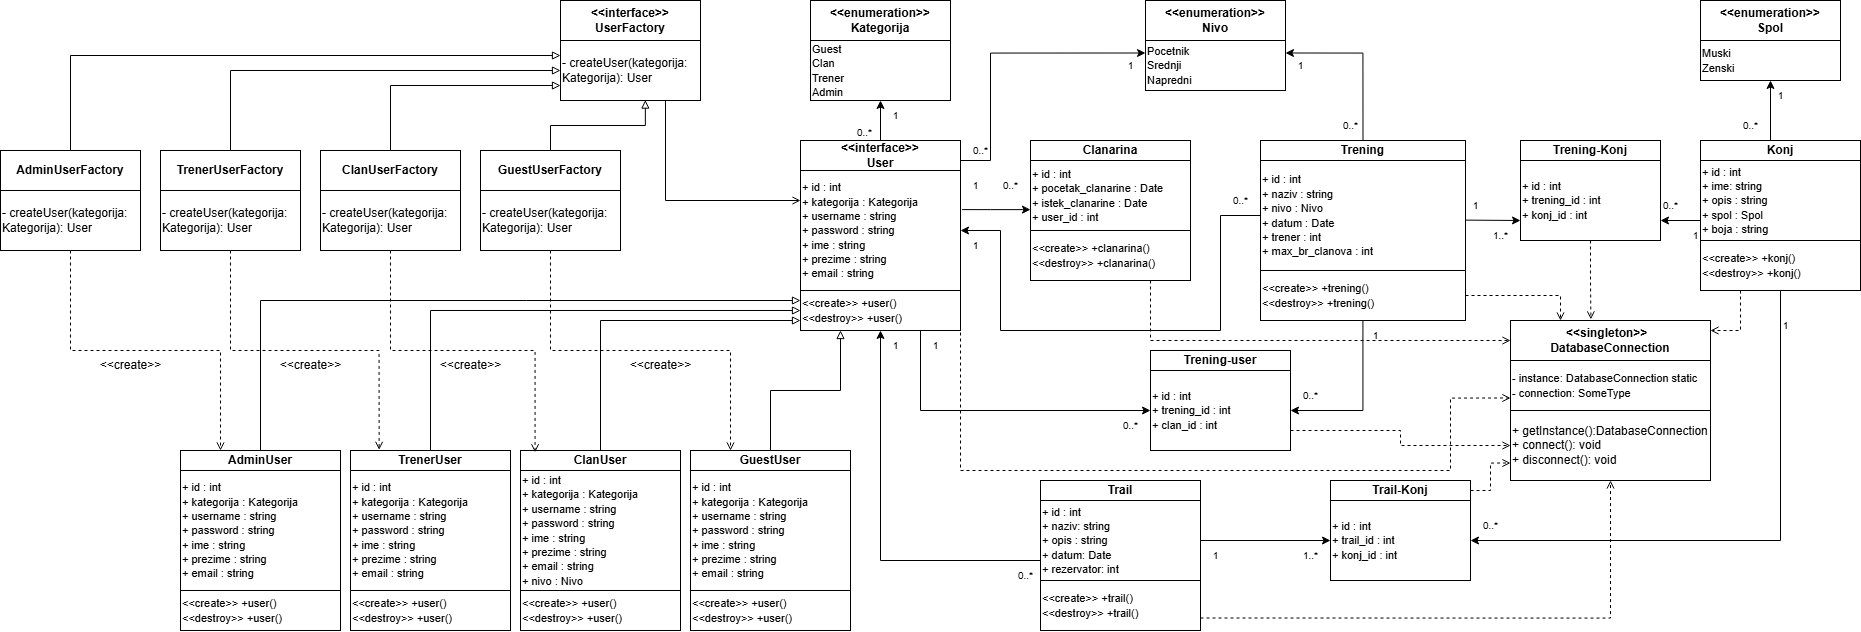 <<interface>>
UserFactory
- createUser(kategorija:
Kategorija): User
<<enumeration>>
Kategorija
Guest
Clan
Trener
Admin
<<enumeration>>
Nivo
Pocetnik
Srednji
Napredni
<<enumeration>>
Spol
Muski
Zenski
1
0..*
1
0..*
1
0..*
1
0..*
AdminUserFactory
- createUser(kategorija:
Kategorija): User
TrenerUserFactory
- createUser(kategorija:
Kategorija): User
ClanUserFactory
- createUser(kategorija:
Kategorija): User
GuestUserFactory
- createUser(kategorija:
Kategorija): User
<<interface>>
User
+ id : int
+ kategorija : Kategorija
+ username : string
+ password : string
+ ime : string
+ prezime : string
+ email : string
<<create>> +user()
<<destroy>> +user()
1
0..*
1
Clanarina
+ id : int
+ pocetak_clanarine : Date
+ istek_clanarine : Date
+ user_id : int
<<create>> +clanarina()
<<destroy>> +clanarina()
0..*
Trening
+ id : int
+ naziv : string
+ nivo : Nivo
+ datum : Date
+ trener : int
+ max_br_clanova : int
<<create>> +trening()
<<destroy>> +trening()
1
1..*
Trening-Konj
+ id : int
+ trening_id : int
+ konj_id : int
0..*
1
Konj
+ id : int
+ ime: string
+ opis : string
+ spol : Spol
+ boja : string
<<create>> +konj()
<<destroy>> +konj()
1
1
1
1
<<create>>
<<create>>
<<create>>
<<create>>
Trening-user
+ id : int
+ trening_id : int
+ clan_id : int
0..*
0..*
<<singleton>>
DatabaseConnection
- instance: DatabaseConnection static
- connection: SomeType
+ getInstance():DatabaseConnection
+ connect(): void
+ disconnect(): void
AdminUser
+ id : int
+ kategorija : Kategorija
+ username : string
+ password : string
+ ime : string
+ prezime : string
+ email : string
<<create>> +user()
<<destroy>> +user()
TrenerUser
+ id : int
+ kategorija : Kategorija
+ username : string
+ password : string
+ ime : string
+ prezime : string
+ email : string
<<create>> +user()
<<destroy>> +user()
ClanUser
+ id : int
+ kategorija : Kategorija
+ username : string
+ password : string
+ ime : string
+ prezime : string
+ email : string
+ nivo : Nivo
<<create>> +user()
<<destroy>> +user()
GuestUser
+ id : int
+ kategorija : Kategorija
+ username : string
+ password : string
+ ime : string
+ prezime : string
+ email : string
<<create>> +user()
<<destroy>> +user()
0..*
Trail
+ id : int
+ naziv: string
+ opis : string
+ datum: Date
+ rezervator: int
<<create>> +trail()
<<destroy>> +trail()
1
1..*
Trail-Konj
+ id : int
+ trail_id : int
+ konj_id : int
0..*